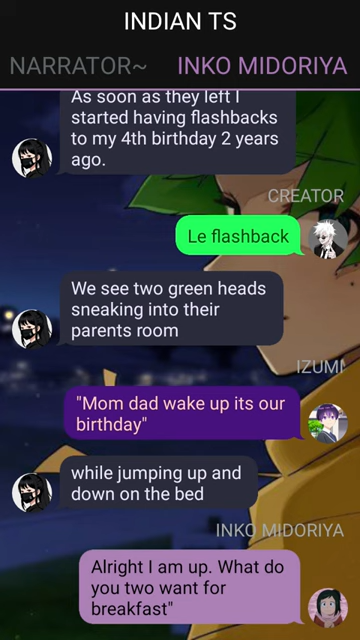 INDIAN TS
NARRATOR~ INKO MIDORIYA
As soon as they left I
started having flashbacks
to my 4th birthday 2 years
ago.
CREATOR
Le flashback
We see two green heads
sneaking into their
parents room
IZUMI
"Mom dad wake up its our
birthday"
while jumping up and
down on the bed
INKO MIDORIYA
Alright I am up. What do
you two want for
breakfast"